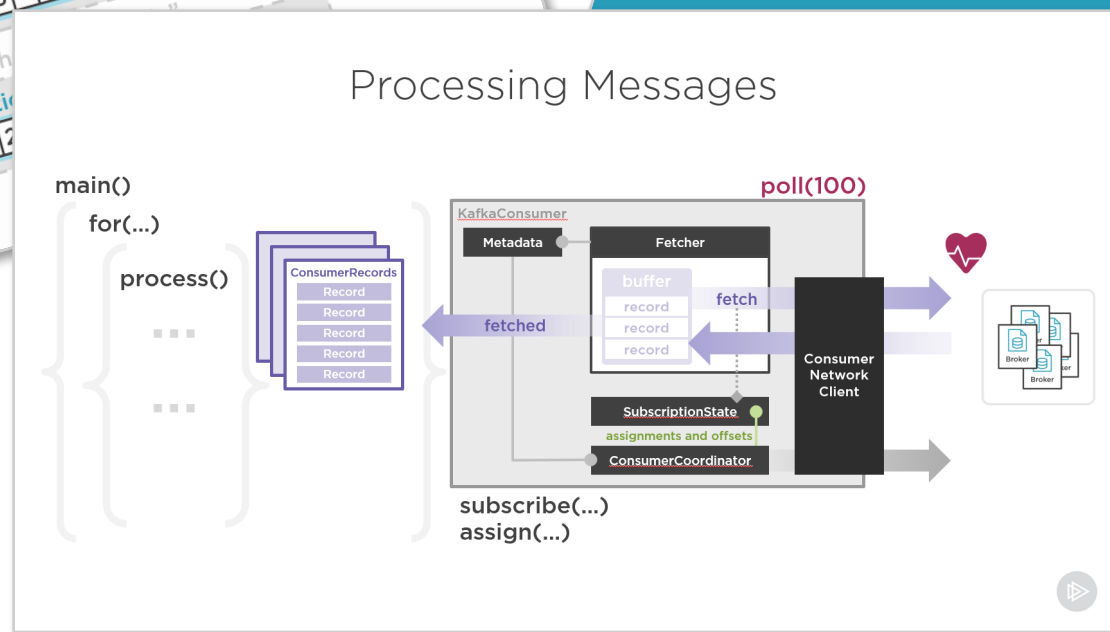 Processing Messages
main()
for(...)
process()
...
...
ConsumerRecords
Record
Record
Record
Record
Record
poll(100)
KafkaConsumer
Metadata
Fetcher
buffer
record
record
record
fetch
fetched
Consumer
Network
Client
SubscriptionState
assignments and offsets
ConsumerCoordinator
subscribe(...)
assign(...)
Broker
Broker